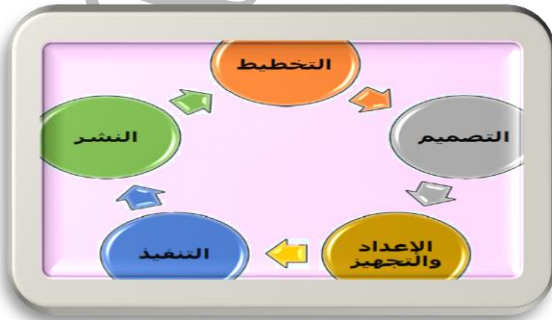 التخطيط
التصميم
الإعداد
والتجهيز
التنفيذ
النشر